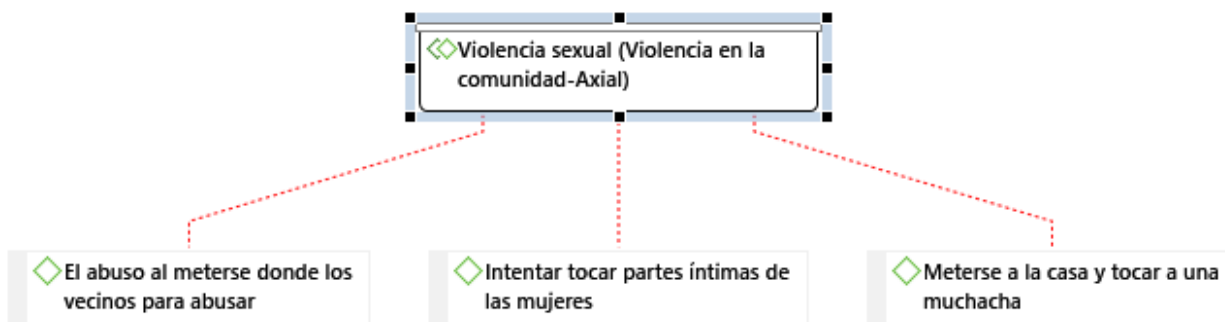 Violencia sexual (Violencia en la
comunidad-Axial)
El abuso al meterse donde los
vecinos para abusar
Intentar tocar partes íntimas de
las mujeres
Meterse a la casa y tocar a una
muchacha